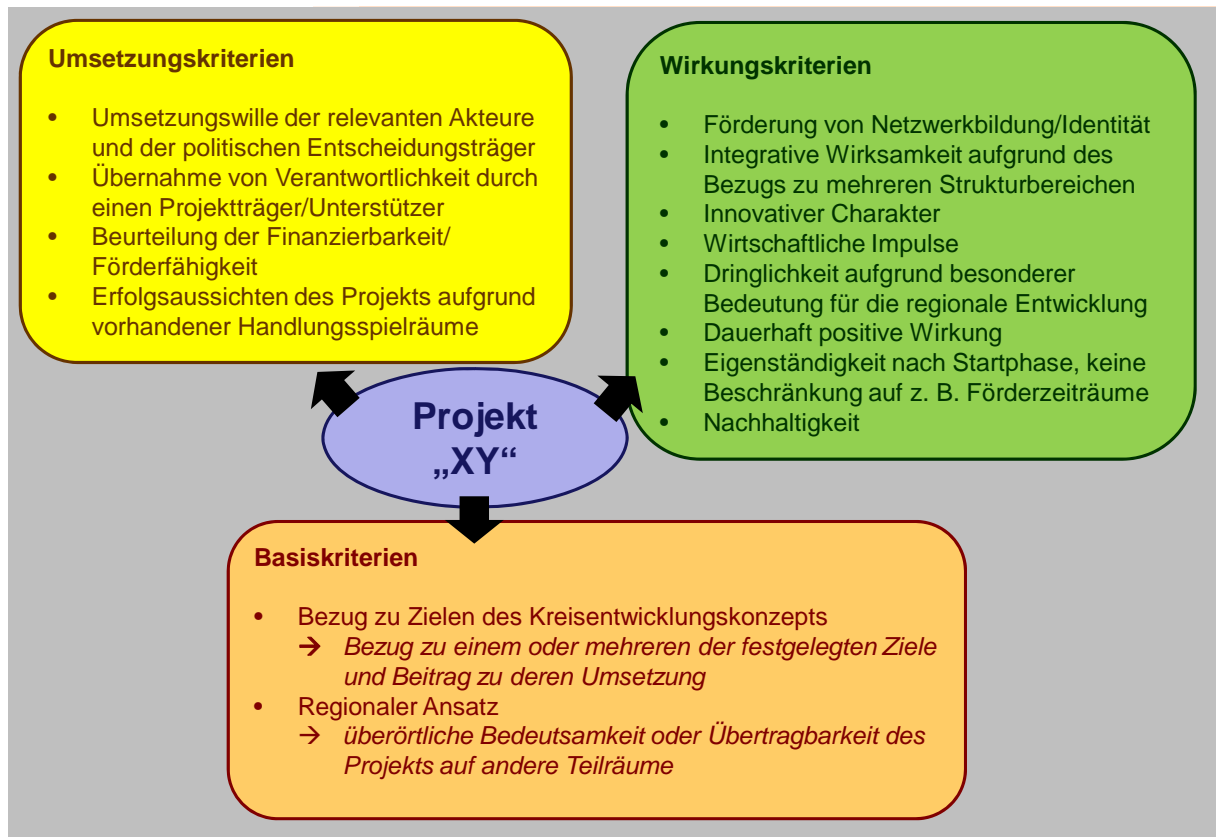 Umsetzungskriterien
• Umsetzungswille der relevanten Akteure
und der politischen Entscheidungsträger
• Übernahme von Verantwortlichkeit durch
einen Projektträger/Unterstützer
• Beurteilung der Finanzierbarkeit/
Förderfähigkeit
• Erfolgsaussichten des Projekts aufgrund
vorhandener Handlungsspielräume
Wirkungskriterien
• Förderung von Netzwerkbildung/Identität
• Integrative Wirksamkeit aufgrund des
Bezugs zu mehreren Strukturbereichen
• Innovativer Charakter
• Wirtschaftliche Impulse
• Dringlichkeit aufgrund besonderer
Bedeutung für die regionale Entwicklung
• Dauerhaft positive Wirkung
• Eigenständigkeit nach Startphase, keine
Beschränkung auf z. B. Förderzeiträume
• Nachhaltigkeit
Projekt
„XY“
Basiskriterien
• Bezug zu Zielen des Kreisentwicklungskonzepts
→ Bezug zu einem oder mehreren der festgelegten Ziele
und Beitrag zu deren Umsetzung
• Regionaler Ansatz
→ überörtliche Bedeutsamkeit oder Übertragbarkeit des
Projekts auf andere Teilräume